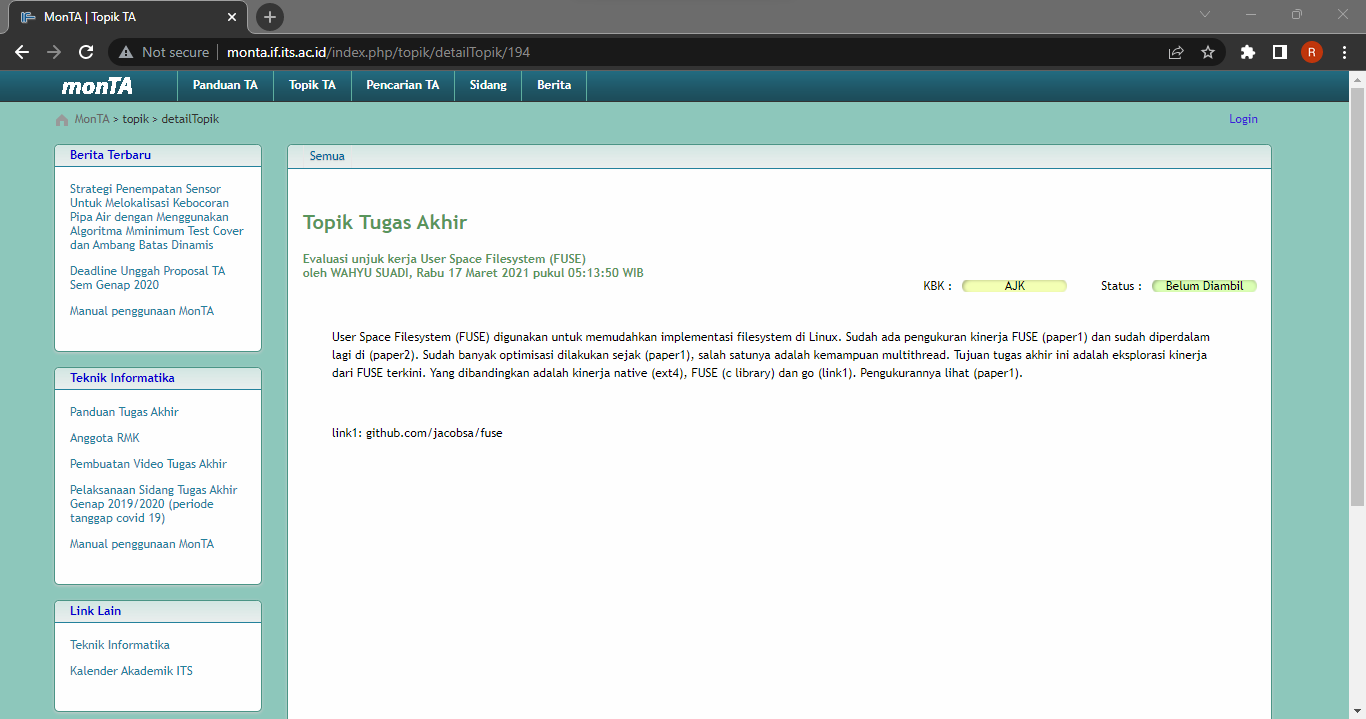 MonTA | Topik TA
Not secure
monta.if.its.ac.id/index.php/topik/detailTopik/194
R
monTA
Panduan TA
Topik TA
Pencarian TA
Sidang
Berita
MonTA > topik > detailTopik
Login
Berita Terbaru
Strategi Penempatan Sensor
Untuk Melokalisasi Kebocoran
Pipa Air dengan Menggunakan
Algoritma Mminimum Test Cover
dan Ambang Batas Dinamis
Deadline Unggah Proposal TA
Sem Genap 2020
Manual penggunaan MonTA
Teknik Informatika
Panduan Tugas Akhir
Anggota RMK
Pembuatan Video Tugas Akhir
Pelaksanaan Sidang Tugas Akhir
Genap 2019/2020 (periode
tanggap covid 19)
Manual penggunaan MonTA
Link Lain
Teknik Informatika
Kalender Akademik ITS
Semua
Topik Tugas Akhir
Evaluasi unjuk kerja User Space Filesystem (FUSE)
oleh WAHYU SUADI, Rabu 17 Maret 2021 pukul 05:13:50 WIB
KBK : AJK Status : Belum Diambil
User Space Filesystem (FUSE) digunakan untuk memudahkan implementasi filesystem di Linux. Sudah ada pengukuran kinerja FUSE (paper1) dan sudah diperdalam
lagi di (paper2). Sudah banyak optimisasi dilakukan sejak (paper1), salah satunya adalah kemampuan multithread. Tujuan tugas akhir ini adalah eksplorasi kinerja
dari FUSE terkini. Yang dibandingkan adalah kinerja native (ext4), FUSE (c library) dan go (link1). Pengukurannya lihat (paper1).
link1: github.com/jacobsa/fuse